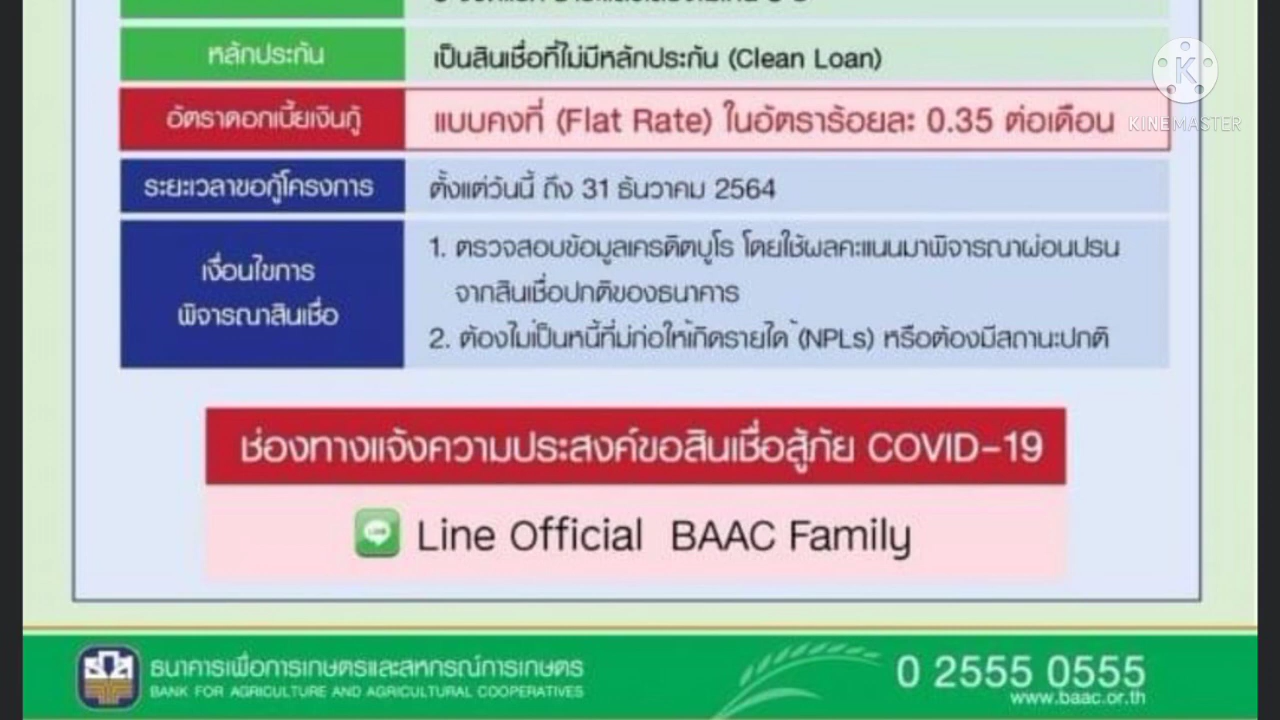 หลักประกัน
เป็นสินเชื่อที่ไม่มีหลักประกัน (Clean Loan)
K
KINEMASTER
อัตราดอกเบี้ยเงินกู้
แบบคงที่ (Flat Rate) ในอัตราร้อยละ 0.35 ต่อเดือน
ระยะเวลาขอกู้โครงการ
ตั้งแต่วันนี้ ถึง 31 ธันวาคม 2564
เงื่อนไขการ
พิจารณาสินเชื่อ
1. ตรวจสอบข้อมูลเครดิตบูโร โดยใช้ผลคะแนนมาพิจารณาผ่อนปรน
จากสินเชื่อปกติของธนาคาร
2. ต้องไม่เป็นหนี้ที่ม่ก่อให้เกิดรายได้ (NPLs) หรือต้องมีสถานะปกติ
ช่องทางแจ้งความประสงค์ขอสินเชื่อสู้ภัย COVID-19
LINE
Line Official BAAC Family
ธนาคารเพื่อการเกษตรและสหกรณ์การเกษตร
BANK FOR AGRICULTURE AND AGRICULTURAL COOPERATIVES
0 2555 0555
www.baac.or.th